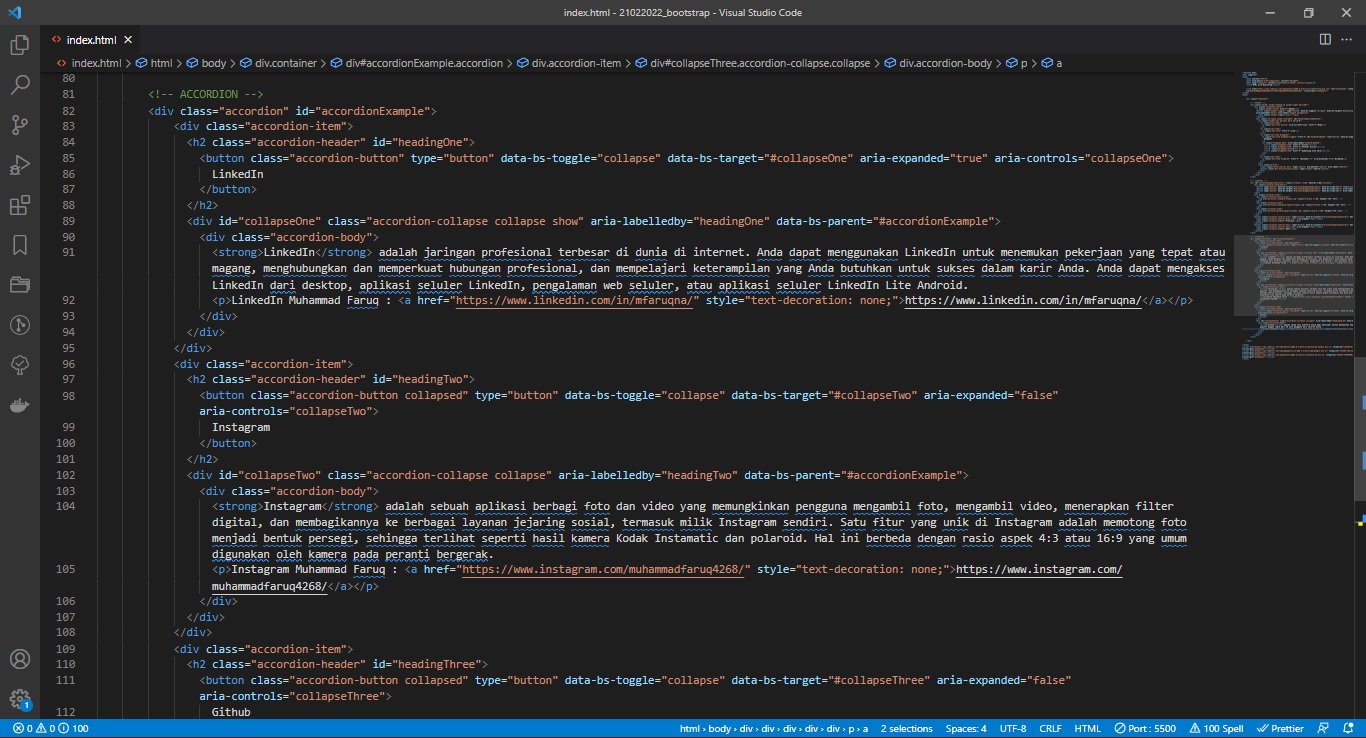 index.html - 21022022_bootstrap - Visual Studio Code
index.html
index.html > html > body > div.container > div#accordionExample.accordion > div.accordion-item > div#collapseThree.accordion-collapse.collapse > div.accordion-body > p > a
80
81 <!-- ACCORDION -->
82 <div class="accordion" id="accordionExample">
83 <div class="accordion-item">
84 <h2 class="accordion-header" id="headingOne">
85 <button class="accordion-button" type="button" data-bs-toggle="collapse" data-bs-target="#collapseOne" aria-expanded="true" aria-controls="collapseOne">
86 LinkedIn
87 </button>
88 </h2>
89 <div id="collapseOne" class="accordion-collapse collapse show" aria-labelledby="headingOne" data-bs-parent="#accordionExample">
90 <div class="accordion-body">
91 <strong>LinkedIn</strong> adalah jaringan profesional terbesar di dunia di internet. Anda dapat menggunakan LinkedIn untuk menemukan pekerjaan yang tepat atau
magang, menghubungkan dan memperkuat hubungan profesional, dan mempelajari keterampilan yang Anda butuhkan untuk sukses dalam karir Anda. Anda dapat mengakses
LinkedIn dari desktop, aplikasi seluler LinkedIn, pengalaman web seluler, atau aplikasi seluler LinkedIn Lite Android.
92 <p>LinkedIn Muhammad Faruq : <a href="https://www.linkedin.com/in/mfaruqna/" style="text-decoration: none;">https://www.linkedin.com/in/mfaruqna/</a></p>
93 </div>
94 </div>
95 </div>
96 <div class="accordion-item">
97 <h2 class="accordion-header" id="headingTwo">
98 <button class="accordion-button collapsed" type="button" data-bs-toggle="collapse" data-bs-target="#collapseTwo" aria-expanded="false"
aria-controls="collapseTwo">
99 Instagram
100 </button>
101 </h2>
102 <div id="collapseTwo" class="accordion-collapse collapse" aria-labelledby="headingTwo" data-bs-parent="#accordionExample">
103 <div class="accordion-body">
104 <strong>Instagram</strong> adalah sebuah aplikasi berbagi foto dan video yang memungkinkan pengguna mengambil foto, mengambil video, menerapkan filter
digital, dan membagikannya ke berbagai layanan jejaring sosial, termasuk milik Instagram sendiri. Satu fitur yang unik di Instagram adalah memotong foto
menjadi bentuk persegi, sehingga terlihat seperti hasil kamera Kodak Instamatic dan polaroid. Hal ini berbeda dengan rasio aspek 4:3 atau 16:9 yang umum
digunakan oleh kamera pada peranti bergerak.
105 <p>Instagram Muhammad Faruq : <a href="https://www.instagram.com/muhammadfaruq4268/" style="text-decoration: none;">https://www.instagram.com/
muhammadfaruq4268/</a></p>
106 </div>
107 </div>
108 </div>
109 <div class="accordion-item">
110 <h2 class="accordion-header" id="headingThree">
111 <button class="accordion-button collapsed" type="button" data-bs-toggle="collapse" data-bs-target="#collapseThree" aria-expanded="false"
aria-controls="collapseThree">
112 Github
1
0 0 100 html > body > div > div > div > div > div > p > a 2 selections Spaces: 4 UTF-8 CRLF HTML Port : 5500 100 Spell Prettier